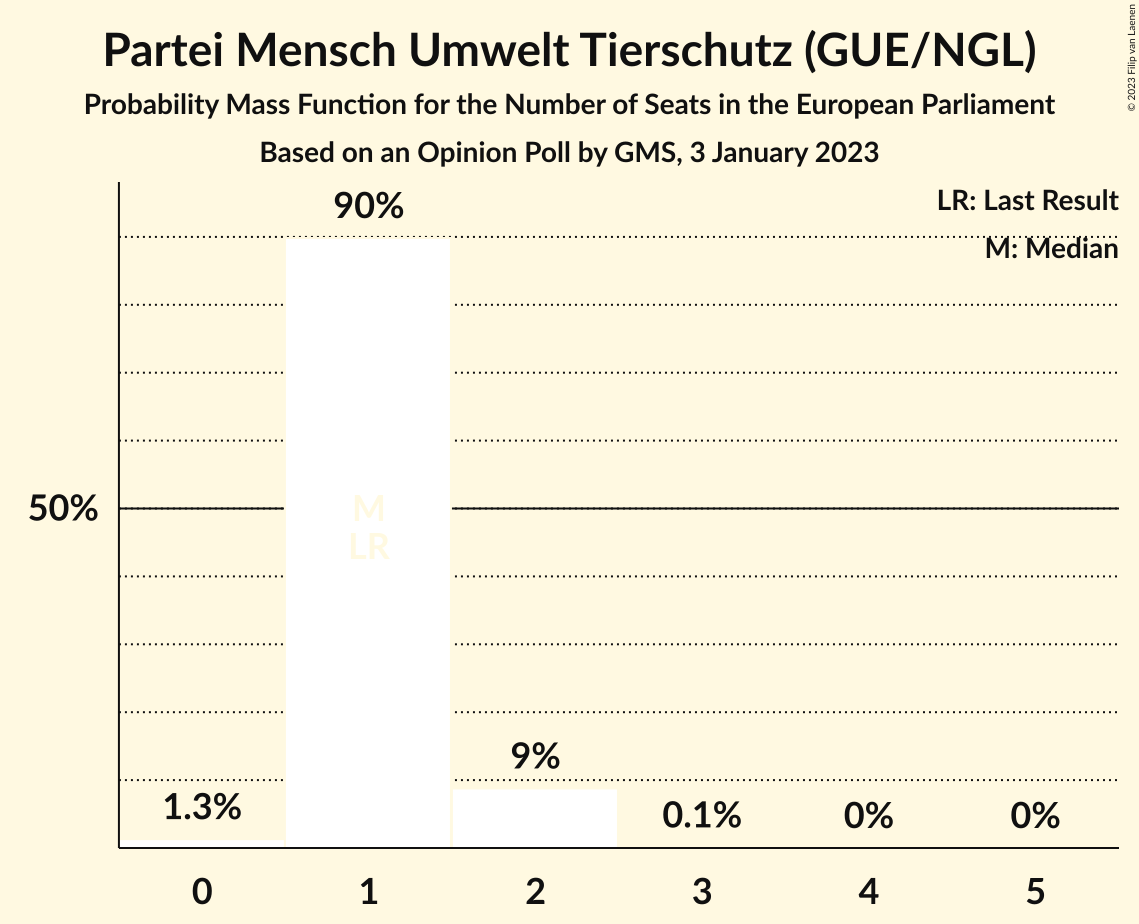 Partei Mensch Umwelt Tierschutz (GUE/NGL)
Probability Mass Function for the Number of Seats in the European Parliament
Based on an Opinion Poll by GMS, 3 January 2023
© 2023 Filip van Laenen
LR: Last Result
M: Median
90%
50%
M
LR
9%
1.3%
0.1%
0%
0%
0 1 2 3 4 5